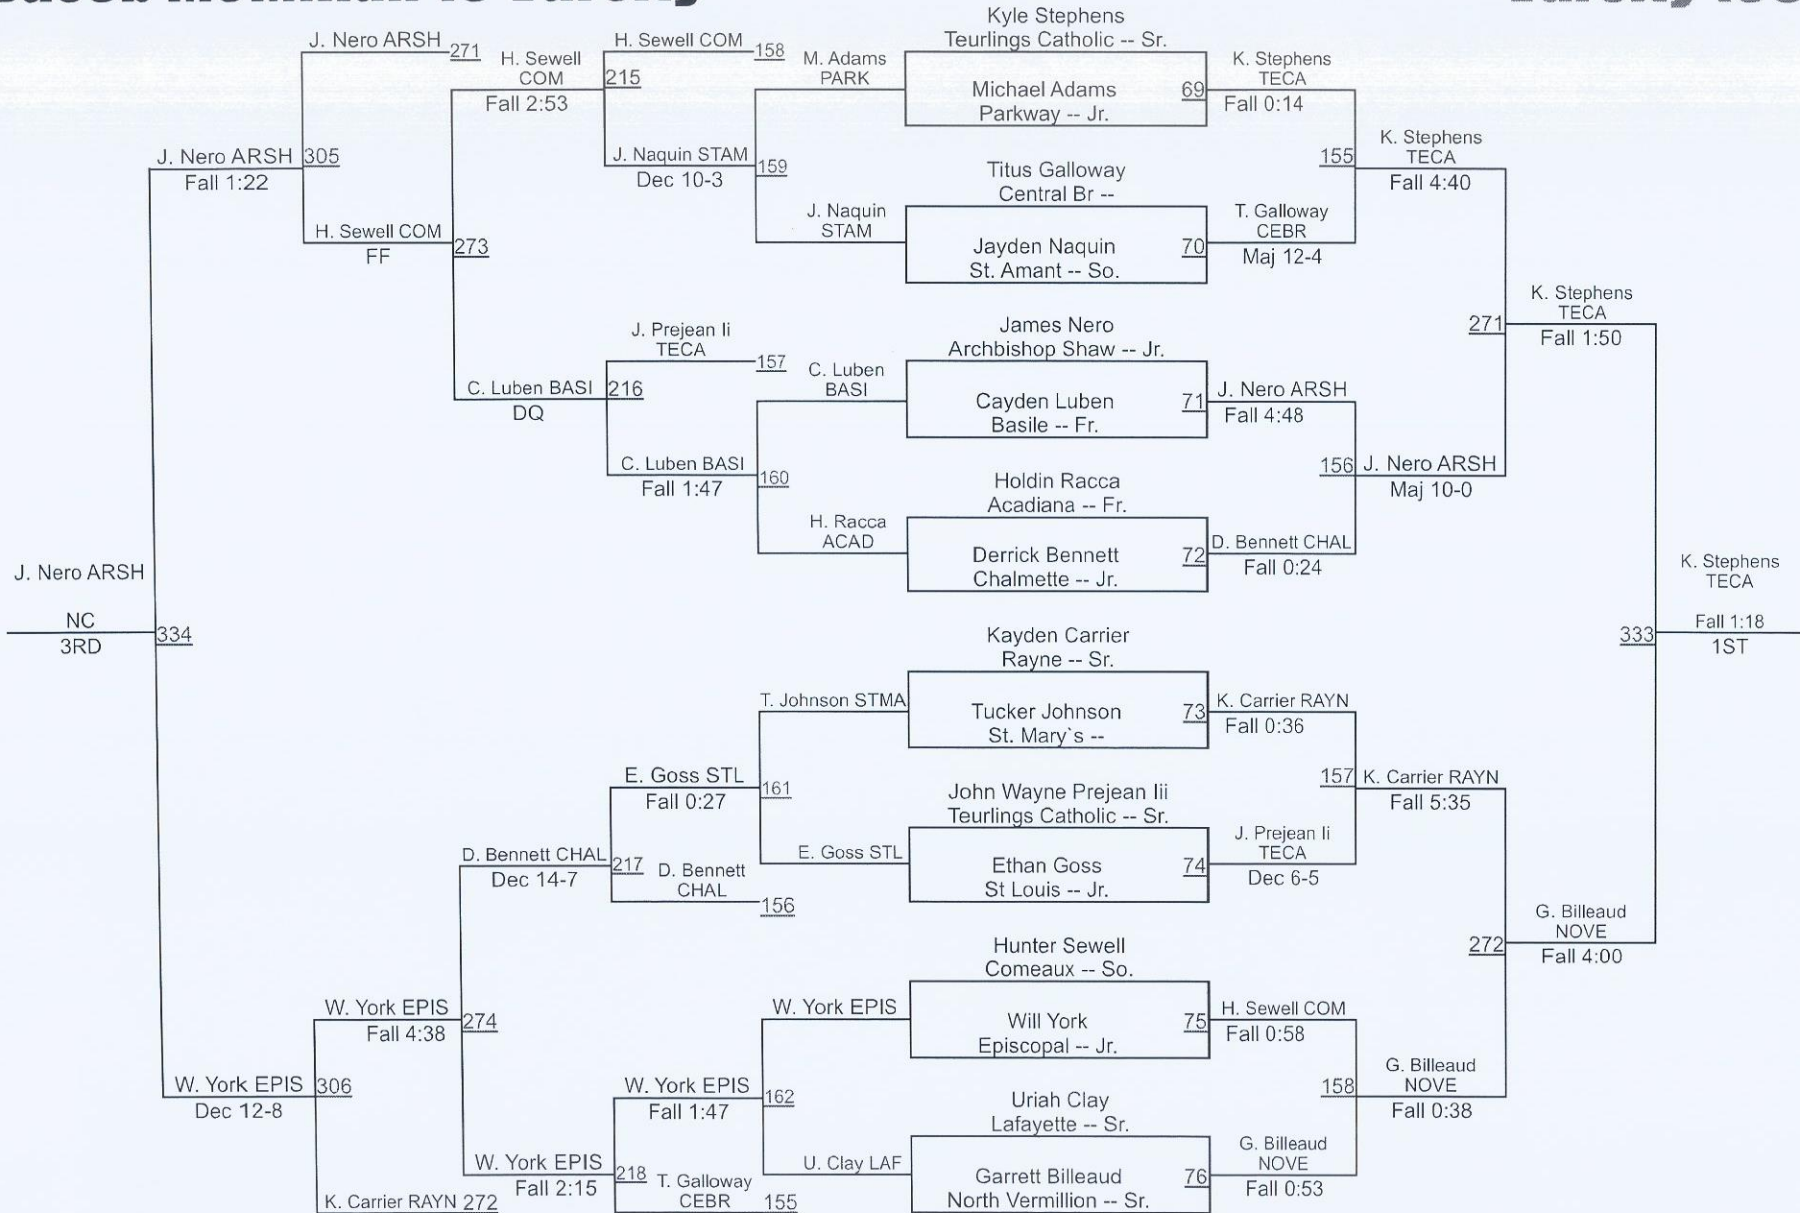 J. Nero ARSH
271
305
J. Nero ARSH
Fall 1:22
H. Sewell COM
FF
H. Sewell
COM
Fall 2:53
273
H. Sewell COM
158
215
J. Naquin STAM
Dec 10-3
M. Adams
PARK
159
J. Naquin
STAM
J. Prejean Ii
TECA
157
C. Luben BASI
DQ
216
C. Luben BASI
Fall 1:47
C. Luben
BASI
160
H. Racca
ACAD
J. Nero ARSH
NC
3RD
334
T. Johnson STMA
E. Goss STL
Fall 0:27
161
E. Goss STL
D. Bennett CHAL
Dec 14-7
217
D. Bennett
CHAL
156
W. York EPIS
Fall 4:38
274
W. York EPIS
W. York EPIS
Dec 12-8
306
W. York EPIS
Fall 1:47
162
U. Clay LAF
W. York EPIS
Fall 2:15
218
T. Galloway
CEBR
155
K. Carrier RAYN 272
Kyle Stephens
Teurlings Catholic -- Sr.
Michael Adams
Parkway -- Jr.
69
Titus Galloway
Central Br --
Jayden Naquin
St. Amant -- So.
70
James Nero
Archbishop Shaw -- Jr.
Cayden Luben
Basile -- Fr.
71
Holdin Racca
Acadiana -- Fr.
Derrick Bennett
Chalmette -- Jr.
72
Kayden Carrier
Rayne -- Sr.
Tucker Johnson
St. Mary`s --
73
John Wayne Prejean Iii
Teurlings Catholic -- Sr.
Ethan Goss
St Louis -- Jr.
74
Hunter Sewell
Comeaux -- So.
Will York
Episcopal -- Jr.
75
Uriah Clay
Lafayette -- Sr.
Garrett Billeaud
North Vermillion -- Sr.
76
K. Stephens
TECA
Fall 0:14
155
T. Galloway
CEBR
Maj 12-4
K. Stephens
TECA
Fall 4:40
J. Nero ARSH
Fall 4:48
156
J. Nero ARSH
Maj 10-0
D. Bennett CHAL
Fall 0:24
271
K. Stephens
TECA
Fall 1:50
K. Carrier RAYN
Fall 0:36
157
K. Carrier RAYN
Fall 5:35
J. Prejean Ii
TECA
Dec 6-5
272
G. Billeaud
NOVE
Fall 4:00
H. Sewell COM
Fall 0:58
158
G. Billeaud
NOVE
Fall 0:38
G. Billeaud
NOVE
Fall 0:53
333
K. Stephens
TECA
Fall 1:18
1ST